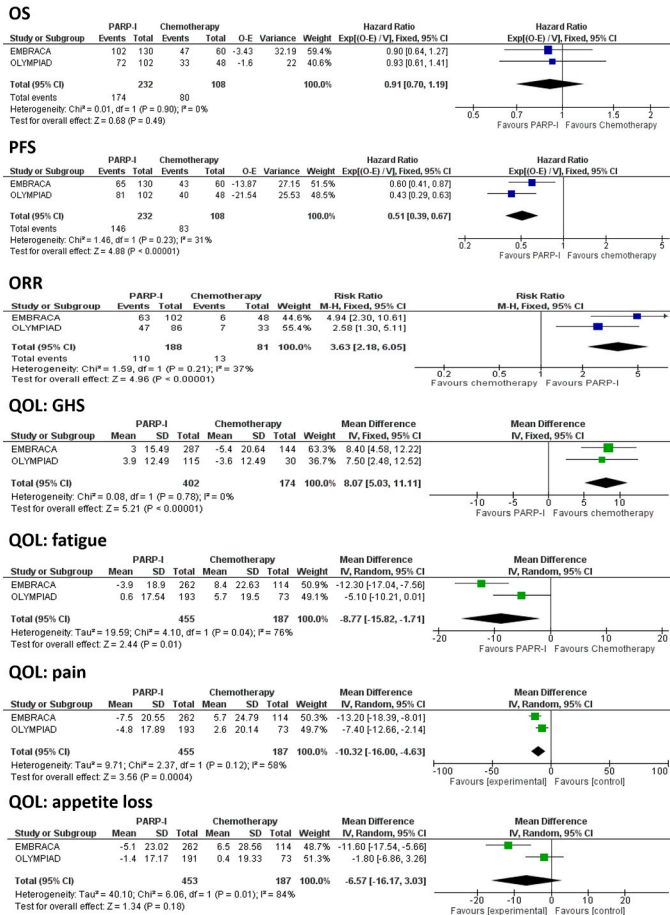 OS
PARP-I Chemotherapy Hazard Ratio Hazard Ratio
Study or Subgroup Events Total Events Total O-E Variance Weight Exp[(O-E) / V], Fixed, 95% CI Exp[(O-E) / V], Fixed, 95% CI
EMBRACA 102 130 47 60 -3.43 32.19 59.4% 0.90 [0.64, 1.27]
OLYMPIAD 72 102 33 48 -1.6 22 40.6% 0.93 [0.61, 1.41]
Total (95% CI) 232 108 100.0% 0.91 [0.70, 1.19]
Total events 174 80
Heterogeneity: Chi² = 0.01, df = 1 (P = 0.90); I² = 0%
Test for overall effect: Z = 0.68 (P = 0.49)
0.5 0.7 1 1.5 2
Favours PARP-I Favours Chemotherapy
PFS
PARP-I Chemotherapy Hazard Ratio Hazard Ratio
Study or Subgroup Events Total Events Total O-E Variance Weight Exp[(O-E) / V], Fixed, 95% CI Exp[(O-E) / V], Fixed, 95% CI
EMBRACA 65 130 43 60 -13.87 27.15 51.5% 0.60 [0.41, 0.87]
OLYMPIAD 81 102 40 48 -21.54 25.53 48.5% 0.43 [0.29, 0.63]
Total (95% CI) 232 108 100.0% 0.51 [0.39, 0.67]
Total events 146 83
Heterogeneity: Chi² = 1.46, df = 1 (P = 0.23); I² = 31%
Test for overall effect: Z = 4.88 (P < 0.00001)
0.2 0.5 1 2 5
Favours PARP-I Favours chemotherapy
ORR
PARP-I Chemotherapy Risk Ratio Risk Ratio
Study or Subgroup Events Total Events Total Weight M-H, Fixed, 95% CI M-H, Fixed, 95% CI
EMBRACA 63 102 6 48 44.6% 4.94 [2.30, 10.61]
OLYMPIAD 47 86 7 33 55.4% 2.58 [1.30, 5.11]
Total (95% CI) 188 81 100.0% 3.63 [2.18, 6.05]
Total events 110 13
Heterogeneity: Chi² = 1.59, df = 1 (P = 0.21); I² = 37%
Test for overall effect: Z = 4.96 (P < 0.00001)
0.2 0.5 1 2 5
Favours chemotherapy Favours PARP-I
QOL: GHS
PARP-I Chemotherapy Mean Difference Mean Difference
Study or Subgroup Mean SD Total Mean SD Total Weight IV, Fixed, 95% CI IV, Fixed, 95% CI
EMBRACA 3 15.49 287 -5.4 20.64 144 63.3% 8.40 [4.58, 12.22]
OLYMPIAD 3.9 12.49 115 -3.6 12.49 30 36.7% 7.50 [2.48, 12.52]
Total (95% CI) 402 174 100.0% 8.07 [5.03, 11.11]
Heterogeneity: Chi² = 0.08, df = 1 (P = 0.78); I² = 0%
Test for overall effect: Z = 5.21 (P < 0.00001)
-10 -5 0 5 10
Favours PARP-I Favours chemotherapy
QOL: fatigue
PARP-I Chemotherapy Mean Difference Mean Difference
Study or Subgroup Mean SD Total Mean SD Total Weight IV, Random, 95% CI IV, Random, 95% CI
EMBRACA -3.9 18.9 262 8.4 22.63 114 50.9% -12.30 [-17.04, -7.56]
OLYMPIAD 0.6 17.54 193 5.7 19.5 73 49.1% -5.10 [-10.21, 0.01]
Total (95% CI) 455 187 100.0% -8.77 [-15.82, -1.71]
Heterogeneity: Tau² = 19.59; Chi² = 4.10, df = 1 (P = 0.04); I² = 76%
Test for overall effect: Z = 2.44 (P = 0.01)
-20 -10 0 10 20
Favours PAPR-I Favours Chemotherapy
QOL: pain
PARP-I Chemotherapy Mean Difference Mean Difference
Study or Subgroup Mean SD Total Mean SD Total Weight IV, Random, 95% CI IV, Random, 95% CI
EMBRACA -7.5 20.55 262 5.7 24.79 114 50.3% -13.20 [-18.39, -8.01]
OLYMPIAD -4.8 17.89 193 2.6 20.14 73 49.7% -7.40 [-12.66, -2.14]
Total (95% CI) 455 187 100.0% -10.32 [-16.00, -4.63]
Heterogeneity: Tau² = 9.71; Chi² = 2.37, df = 1 (P = 0.12); I² = 58%
Test for overall effect: Z = 3.56 (P = 0.0004)
-100 -50 0 50 100
Favours [experimental] Favours [control]
QOL: appetite loss
PARP-I Chemotherapy Mean Difference Mean Difference
Study or Subgroup Mean SD Total Mean SD Total Weight IV, Random, 95% CI IV, Random, 95% CI
EMBRACA -5.1 23.02 262 6.5 28.56 114 48.7% -11.60 [-17.54, -5.66]
OLYMPIAD -1.4 17.17 191 0.4 19.33 73 51.3% -1.80 [-6.86, 3.26]
Total (95% CI) 453 187 100.0% -6.57 [-16.17, 3.03]
Heterogeneity: Tau² = 40.10; Chi² = 6.06, df = 1 (P = 0.01); I² = 84%
Test for overall effect: Z = 1.34 (P = 0.18)
-20 -10 0 10 20
Favours [experimental] Favours [control]